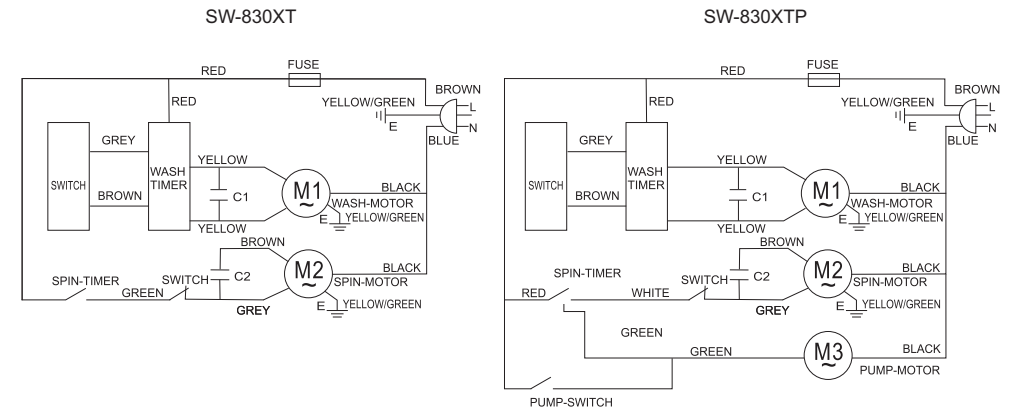 SW-830XT
RED
FUSE
BROWN
L
YELLOW/GREEN
E
N
BLUE
RED
GREY
SWITCH
WASH
TIMER
BROWN
YELLOW
C1
M1
~
BLACK
WASH-MOTOR
E
YELLOW/GREEN
YELLOW
BROWN
C2
M2
~
BLACK
SPIN-MOTOR
SPIN-TIMER
SWITCH
GREEN
GREY
E
YELLOW/GREEN
SW-830XTP
RED
FUSE
BROWN
L
YELLOW/GREEN
E
N
BLUE
RED
GREY
SWITCH
WASH
TIMER
BROWN
YELLOW
C1
M1
~
BLACK
WASH-MOTOR
E
YELLOW/GREEN
YELLOW
BROWN
C2
M2
~
BLACK
SPIN-MOTOR
SPIN-TIMER
SWITCH
RED
WHITE
GREY
E
YELLOW/GREEN
GREEN
GREEN
M3
~
BLACK
PUMP-MOTOR
PUMP-SWITCH